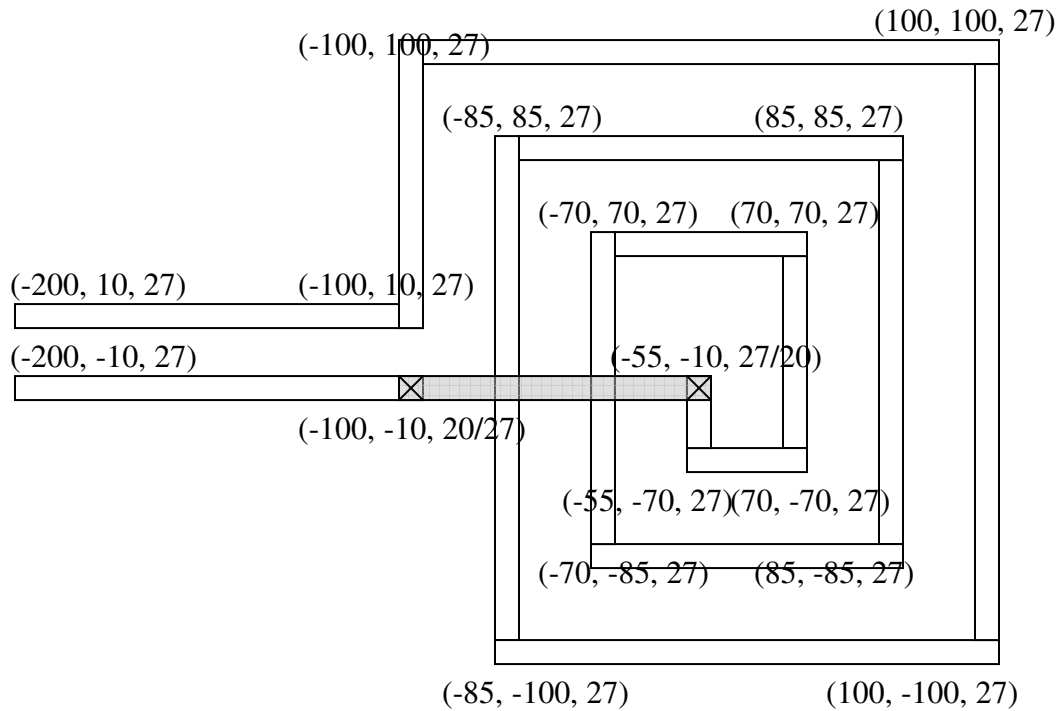 (100, 100, 27)
(-100, 100, 27)
(-85, 85, 27) (85, 85, 27)
(-70, 70, 27) (70, 70, 27)
(-200, 10, 27) (-100, 10, 27)
(-200, -10, 27) (-55, -10, 27/20)
(-100, -10, 20/27)
(-55, -70, 27) (70, -70, 27)
(-70, -85, 27) (85, -85, 27)
(-85, -100, 27) (100, -100, 27)